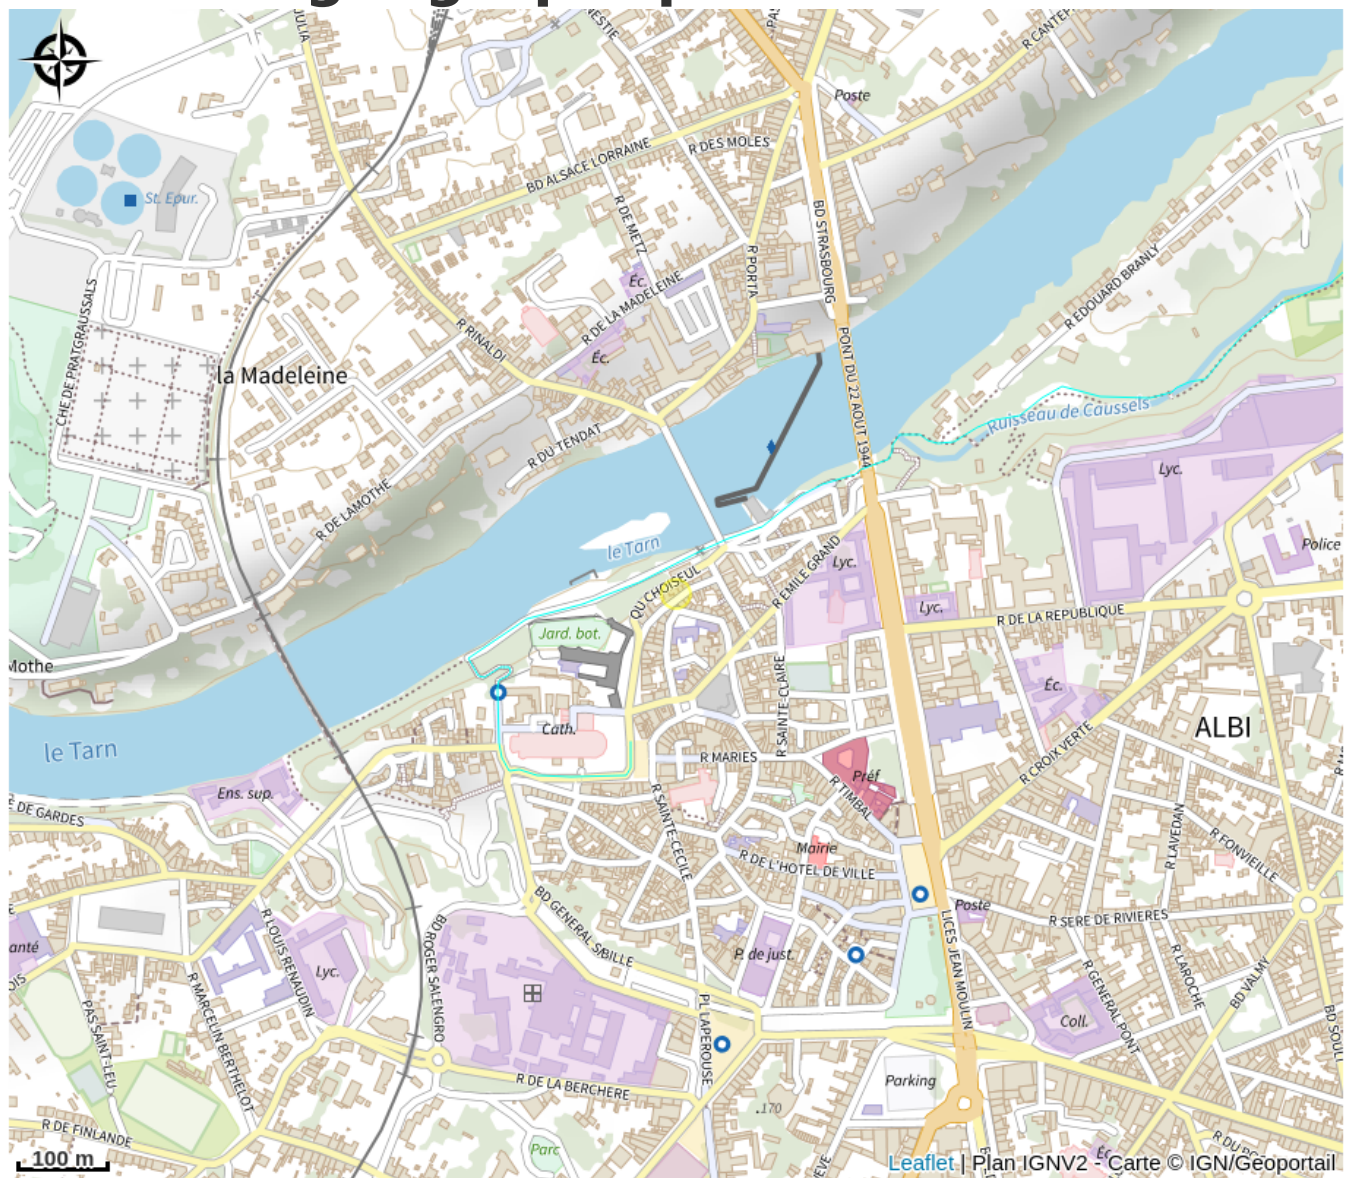 R CANTEP
Poste
R DES MOLES
BD ALSACE LORRAINE
St. Epur.
R DE METZ
BD STRASBOURG
R PORTA
R EDOUARD BRANLY
Éc.
R DE LA MADELEINE
CHE DE PRATGRAUSSALS
R RINALDI
Éc.
la Madeleine
PONT DU 22 AOUT 1944
Ruisseau de Caussels
R DU TENDAT
Lyc.
R DE LAMOTHE
le Tarn
Police
Lyc.
R EMILE GRAND
QU CHOISEUL
Lyc.
R DE LA REPUBLIQUE
Jard. bot.
Mothe
R SAINTE-CLAIRE
Éc.
ALBI
Cath.
le Tarn
R MARIES
R CROIX VERTE
Préf
R TIMBAL
Ens. sup.
E DE GARDES
R SAINTE-CECILE
Mairie
R DE L'HOTEL DE VILLE
R LAVEDAN
R FONVIEILLE
BD GENERAL SIBILLE
Poste
R SERE DE RIVIERES
R LOUIS RENAUDIN
BD ROGER SALENGRO
LICES JEAN MOULIN
anté
P. de just.
Lyc.
R LAROCHE
BD VALMY
OIS
R MARCELIN BERTHELOT
R GENERAL PONT
PAS SAINT-LEU
PL LAPEROUSE
Coll.
BD SOUL
R DE LA BERCHERE
Parking
.170
R DE FINLANDE
Parc
Éc.
100 m
Leaflet | Plan IGNV2 - Carte © IGN/Geoportail